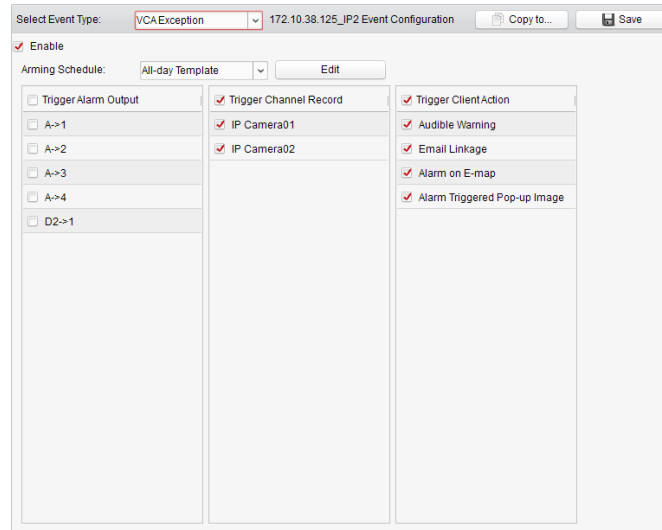 Select Event Type: VCA Exception 172.10.38.125_IP2 Event Configuration Copy to... Save
Enable
Arming Schedule: All-day Template Edit
Trigger Alarm Output Trigger Channel Record Trigger Client Action
A->1 IP Camera01 Audible Warning
A->2 IP Camera02 Email Linkage
A->3 Alarm on E-map
A->4 Alarm Triggered Pop-up Image
D2->1